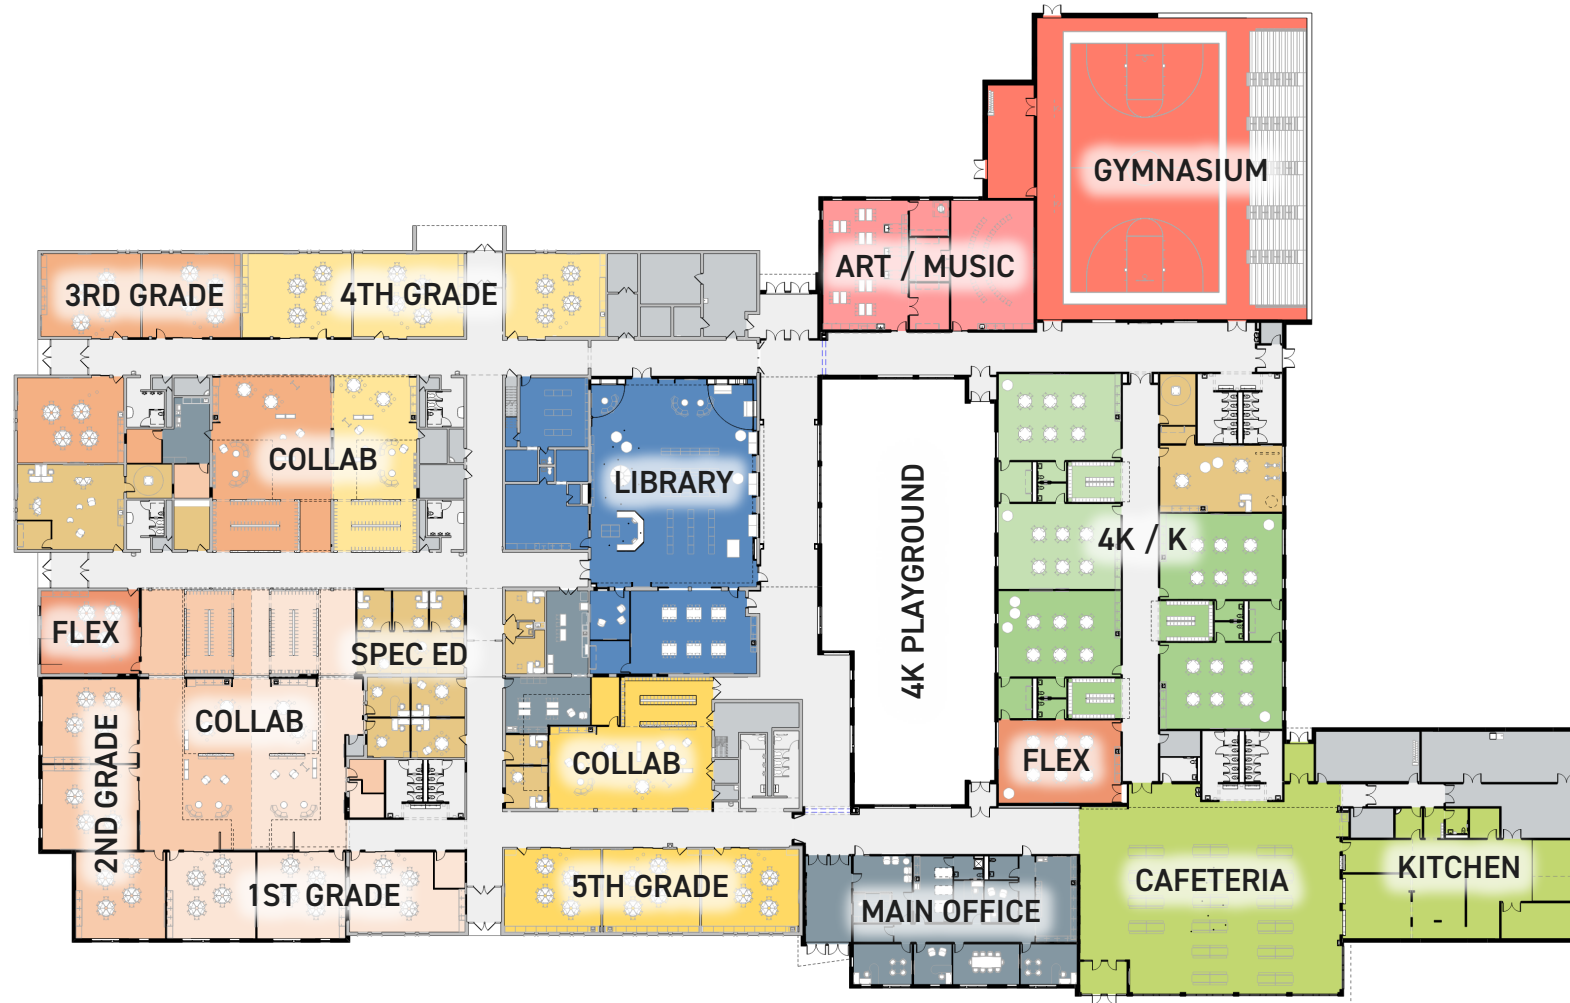 GYMNASIUM
ART / MUSIC
3RD GRADE
4TH GRADE
COLLAB
LIBRARY
4K PLAYGROUND
4K / K
FLEX
SPEC ED
2ND GRADE
COLLAB
COLLAB
FLEX
1ST GRADE
5TH GRADE
MAIN OFFICE
CAFETERIA
KITCHEN